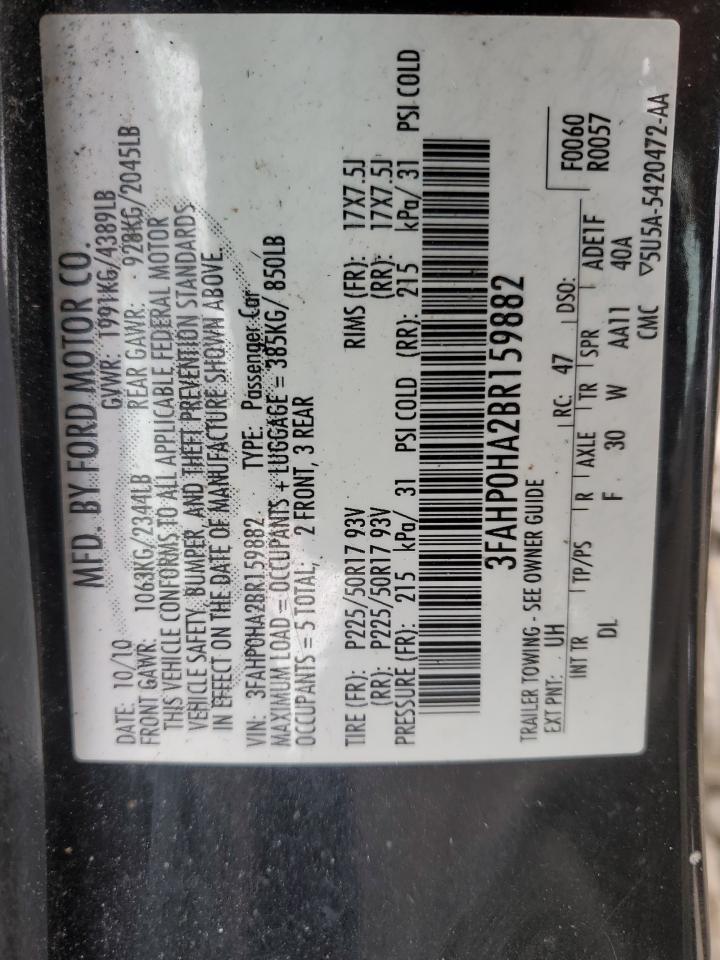 MFD. BY FORD MOTOR CO.
DATE: 10/10 GVWR: 1991KG/4389LB
FRONT GAWR: 1063KG/2344LB REAR GAWR: 928KG/2045LB
THIS VEHICLE CONFORMS TO ALL APPLICABLE FEDERAL MOTOR
VEHICLE SAFETY, BUMPER, AND THEFT PREVENTION STANDARDS
IN EFFECT ON THE DATE OF MANUFACTURE SHOWN ABOVE.
VIN: 3FAHP0HA2BR159882 TYPE: Passenger Car
MAXIMUM LOAD = OCCUPANTS + LUGGAGE = 385KG/ 850LB
OCCUPANTS = 5 TOTAL; 2 FRONT, 3 REAR
TIRE (FR): P225/50R17 93V RIMS (FR): 17X7.5J
(RR): P225/50R17 93V (RR): 17X7.5J
PRESSURE (FR): 215 kPa/ 31 PSI COLD (RR): 215 kPa/ 31 PSI COLD
3FAHP0HA2BR159882
TRAILER TOWING - SEE OWNER GUIDE
EXT PNT: UH RC: 47 DSO: F0060
R0057
INT TR TP/PS R AXLE TR SPR ADE1F
DL F 30 W AA11 40A
CMC ▽5U5A-5420472-AA